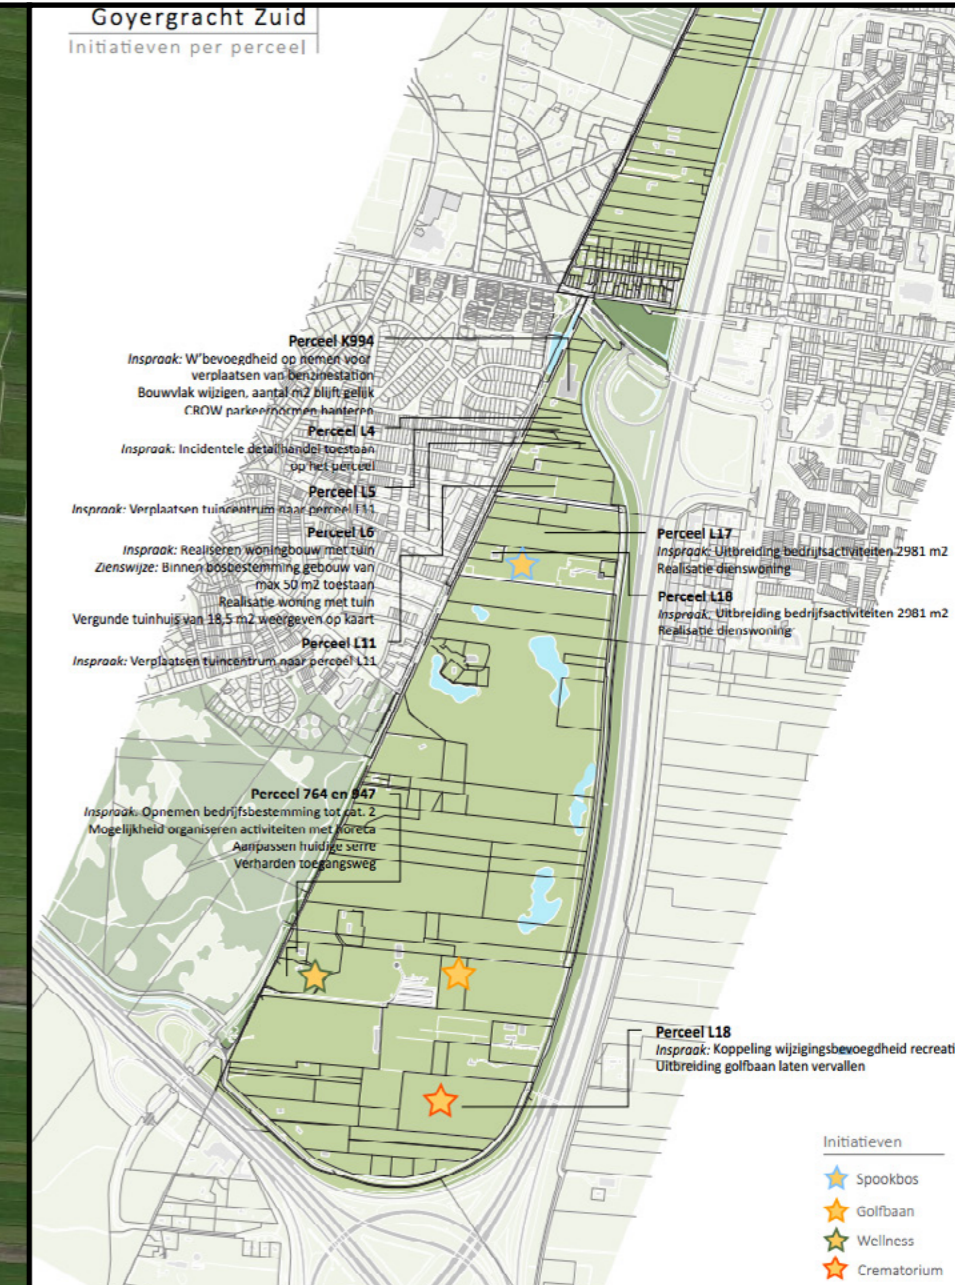 Goyergracht Zuid
Initiatieven per perceel
Perceel K994
Inspraak: W'bevoegdheid op nemen voor
verplaatsen van benzinestation
Bouwvlak wijzigen, aantal m2 blijft gelijk
CROW parkeernormen hanteren
Perceel L4
Inspraak: Incidentele detailhandel toestaan
op het perceel
Perceel L5
Inspraak: Verplaatsen tuincentrum naar perceel L11
Perceel L6
Inspraak: Realiseren woningbouw met tuin
Zienswijze: Binnen bosbestemming gebouw van
max 50 m2 toestaan
Realisatie woning met tuin
Vergunde tuinhuis van 18,5 m2 weergeven op kaart
Perceel L11
Inspraak: Verplaatsen tuincentrum naar perceel L11
Perceel L17
Inspraak: Uitbreiding bedrijfsactiviteiten 2981 m2
Realisatie dienswoning
Perceel L18
Inspraak: Uitbreiding bedrijfsactiviteiten 2981 m2
Realisatie dienswoning
Perceel 764 en 947
Inspraak: Opnemen bedrijfsbestemming tot cat. 2
Mogelijkheid organiseren activiteiten met horeca
Aanpassen huidige serre
Verharden toegangsweg
Perceel L18
Inspraak: Koppeling wijzigingsbevoegdheid recreati
Uitbreiding golfbaan laten vervallen
Initiatieven
Spookbos
Golfbaan
Wellness
Crematorium